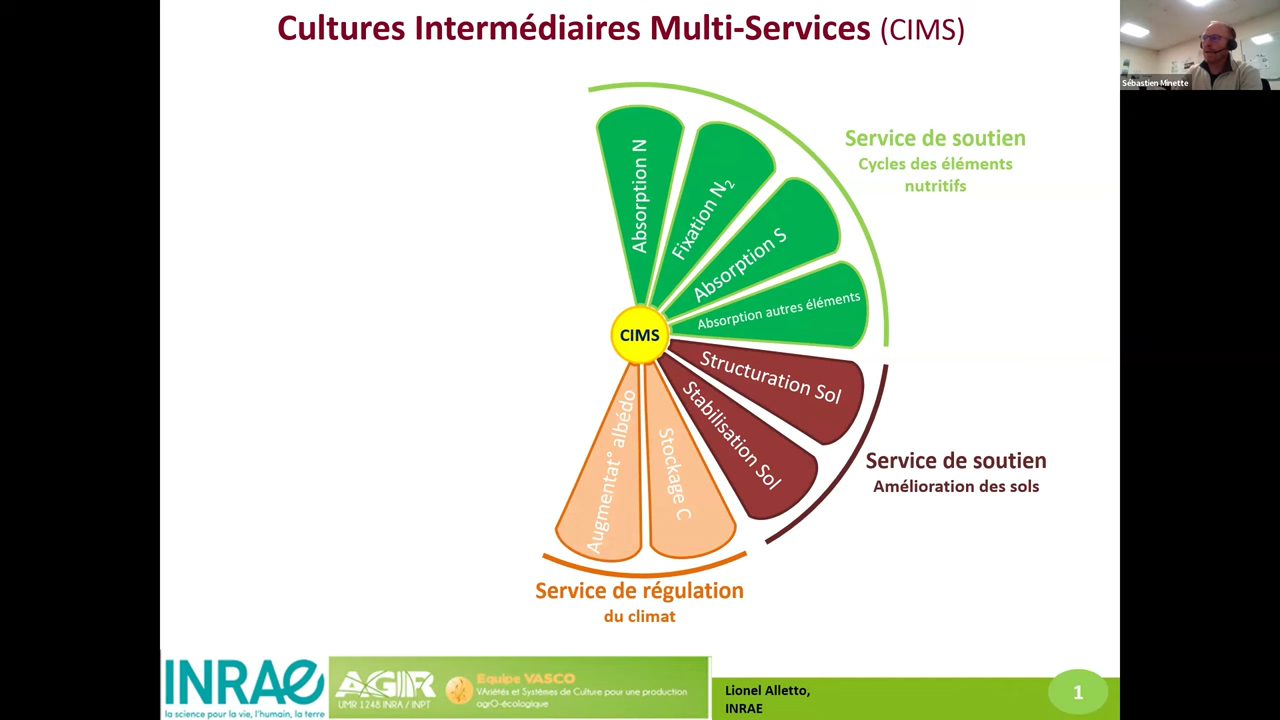 Cultures Intermédiaires Multi-Services (CIMS)
Sébastien Minette
Service de soutien
Cycles des éléments
nutritifs
Absorption N
Fixation N₂
Absorption S
Absorption autres éléments
CIMS
Structuration Sol
Stabilisation Sol
Stockage C
Augmentat° albédo
Service de soutien
Amélioration des sols
Service de régulation
du climat
INRAE
la science pour la vie, l'humain, la terre
AGIR
UMR 1248 INRA / INPT
Equipe VASCO
VAriétés et Systèmes de Culture pour une production
agrO-écologique
Lionel Alletto,
INRAE
1